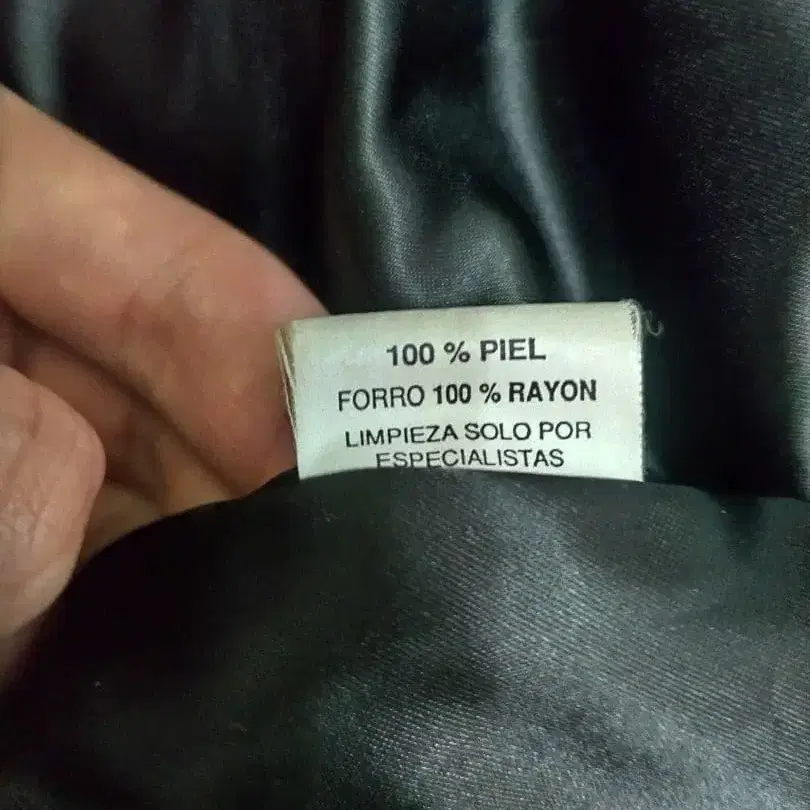 100 % PIEL
FORRO 100 % RAYON
LIMPIEZA SOLO POR
ESPECIALISTAS